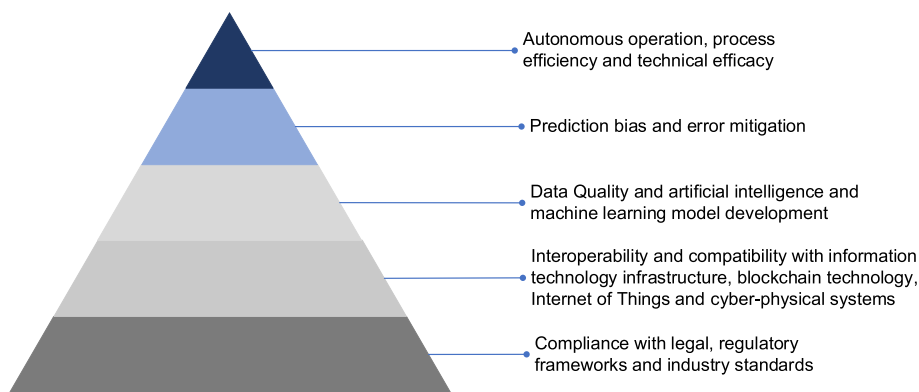 Autonomous operation, process
efficiency and technical efficacy
Prediction bias and error mitigation
Data Quality and artificial intelligence and
machine learning model development
Interoperability and compatibility with information
technology infrastructure, blockchain technology,
Internet of Things and cyber-physical systems
Compliance with legal, regulatory
frameworks and industry standards